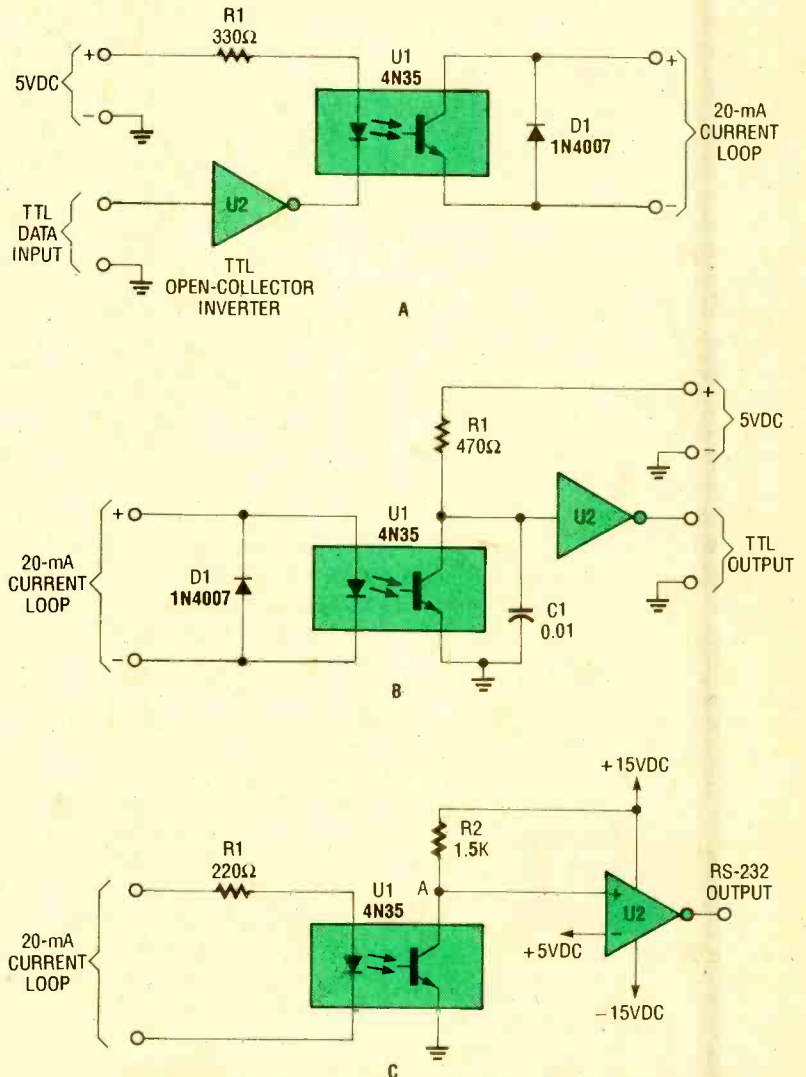 R1
330Ω
U1
4N35
+
5VDC
-
+
D1
1N4007
20-mA
CURRENT
LOOP
-
TTL
DATA
INPUT
U2
TTL
OPEN-COLLECTOR
INVERTER
A
+
5VDC
-
R1
470Ω
U1
4N35
U2
TTL
OUTPUT
+
20-mA
CURRENT
LOOP
-
D1
1N4007
C1
0.01
B
+15VDC
R2
1.5K
R1
220Ω
U1
4N35
A
+
-
U2
RS-232
OUTPUT
20-mA
CURRENT
LOOP
+5VDC
-15VDC
C